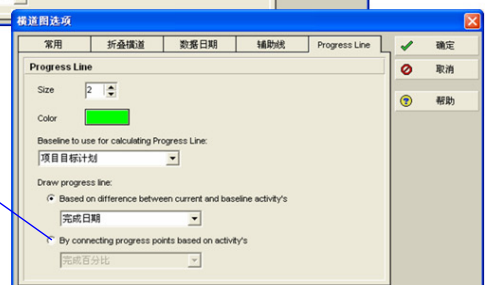 横道图选项
常用 折叠横道 数据日期 辅助线 Progress Line
确定
取消
帮助
Progress Line
Size 2
Color
Baseline to use for calculating Progress Line:
项目目标计划
Draw progress line:
Based on difference between current and baseline activity's
完成日期
By connecting progress points based on activity's
完成百分比